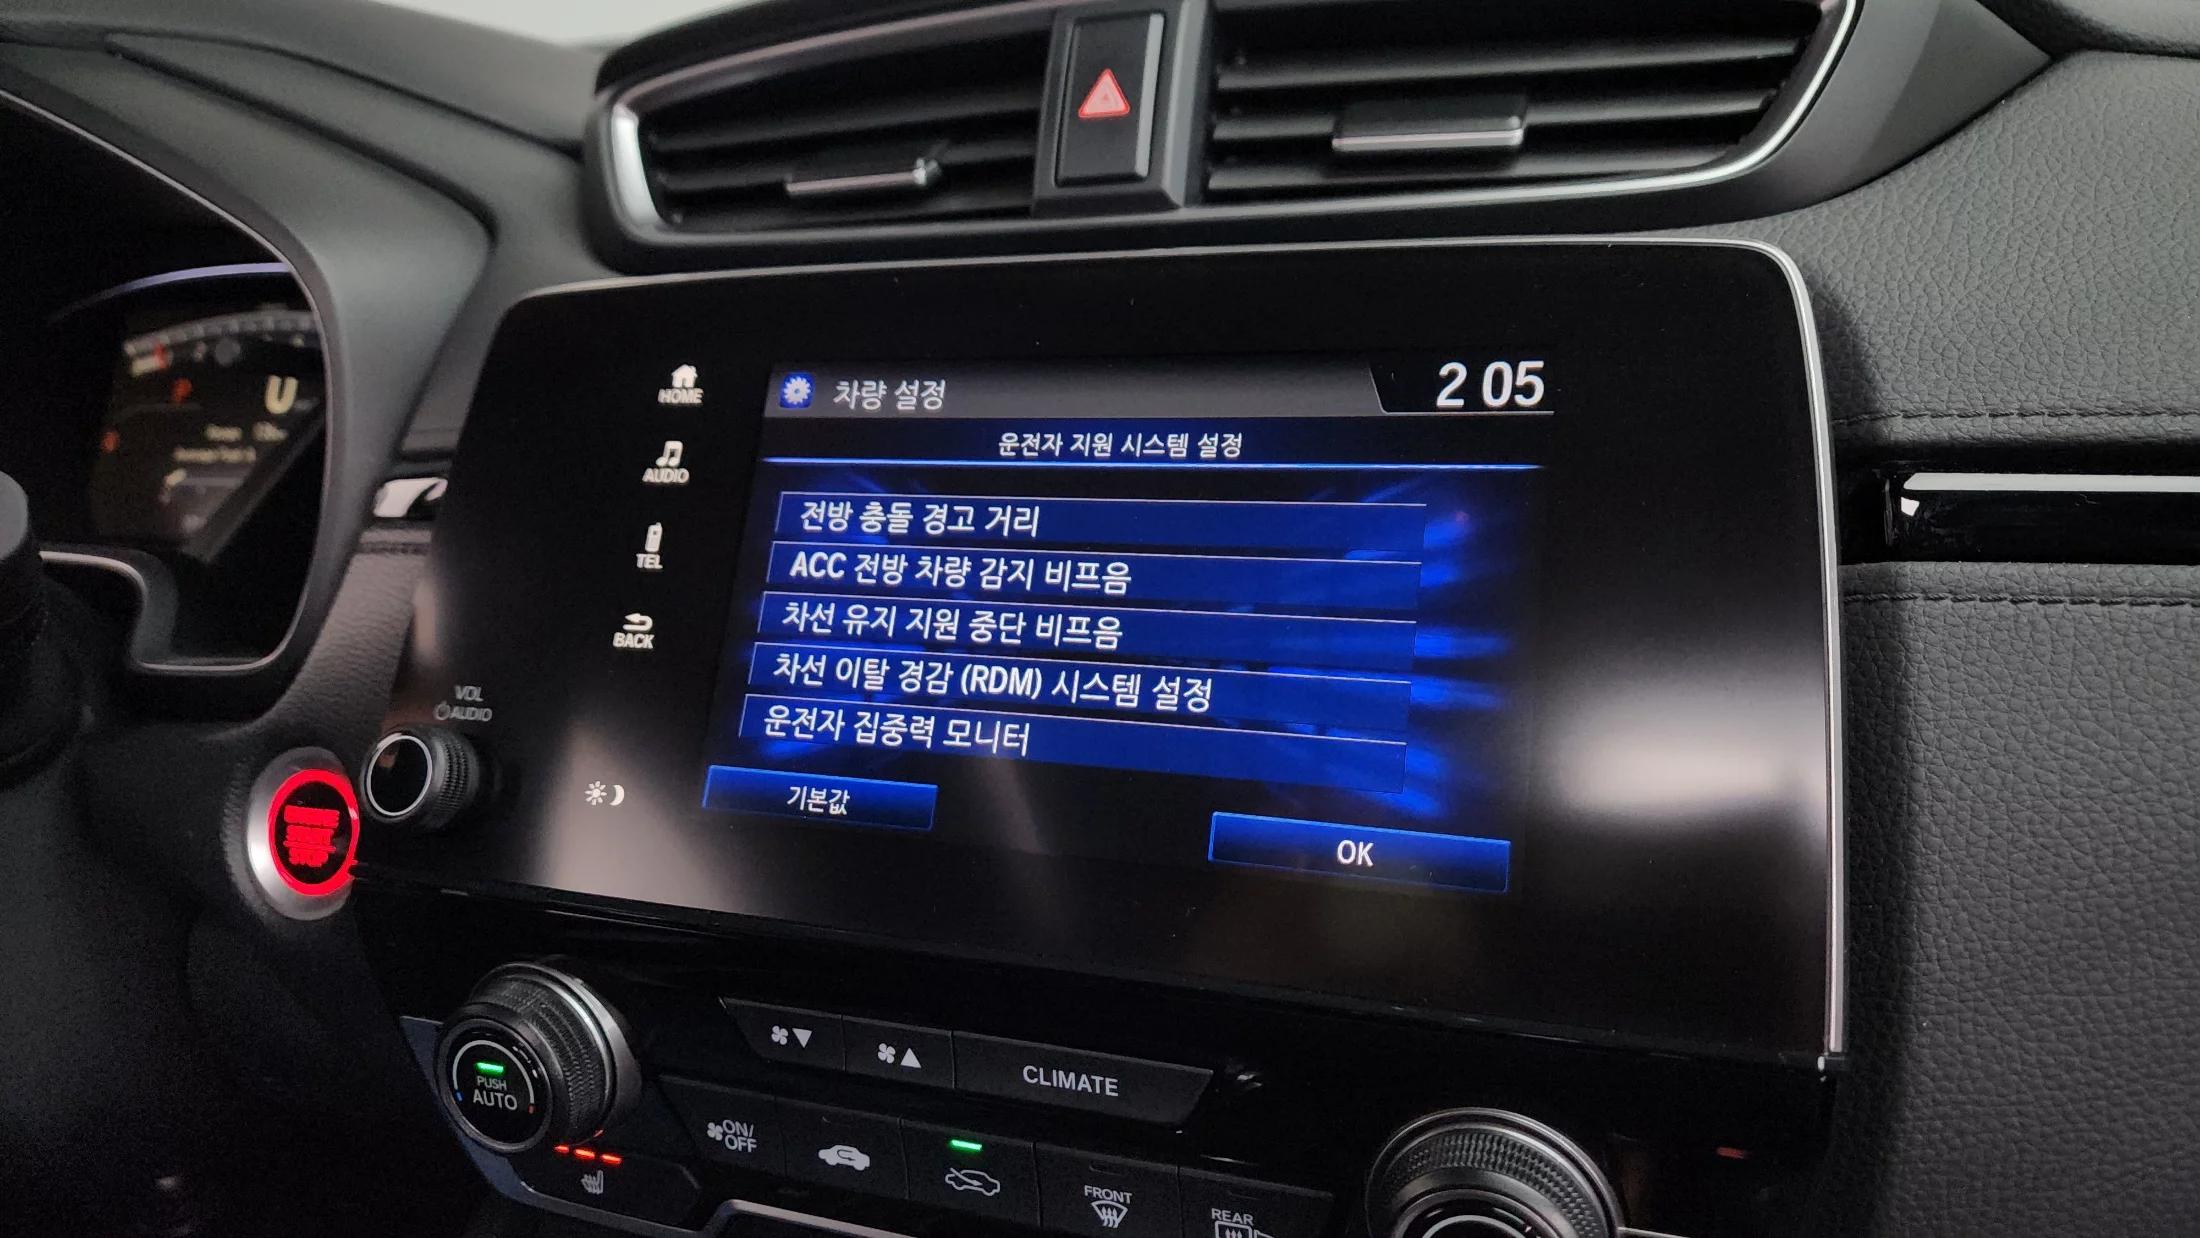 HOME
AUDIO
TEL
BACK
VOL
AUDIO
차량 설정
2 05
운전자 지원 시스템 설정
전방 충돌 경고 거리
ACC 전방 차량 감지 비프음
차선 유지 지원 중단 비프음
차선 이탈 경감 (RDM) 시스템 설정
운전자 집중력 모니터
기본값
OK
PUSH
AUTO
CLIMATE
ON/
OFF
FRONT
REAR